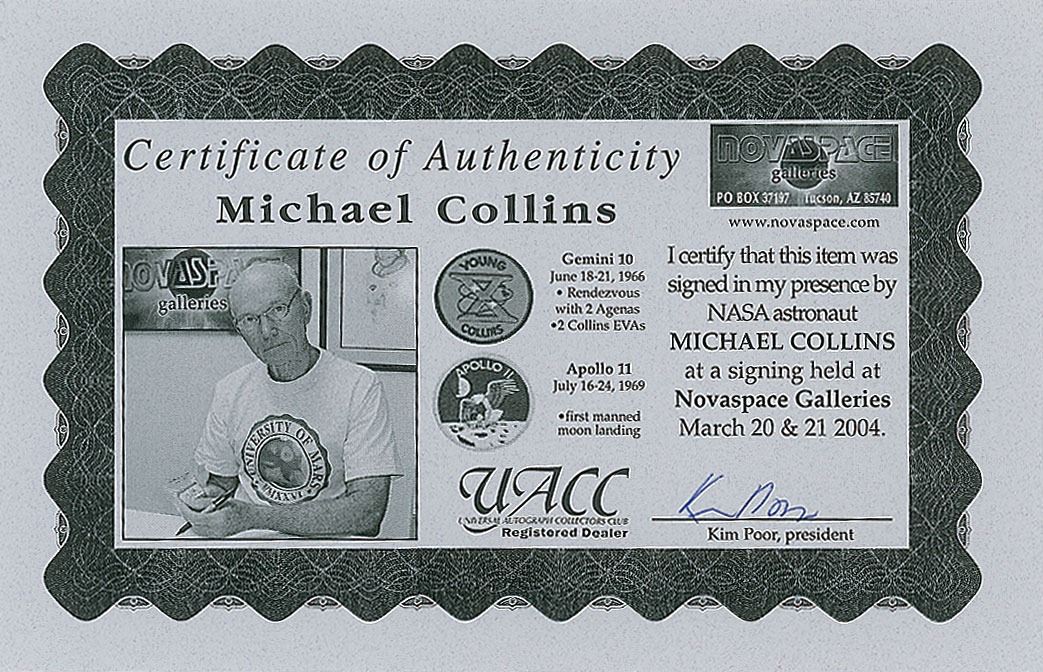 Certificate of Authenticity
Michael Collins
NOVASPACE
galleries
PO BOX 37197 Tucson, AZ 85740
www.novaspace.com
NOVASPA
galleries
UNIVERSITY OF MARS
MMXXVI
YOUNG
COLLINS
Gemini 10
June 18-21, 1966
• Rendezvous
with 2 Agenas
•2 Collins EVAs
APOLLO 11
Apollo 11
July 16-24, 1969
•first manned
moon landing
UACC
UNIVERSAL AUTOGRAPH COLLECTORS CLUB
Registered Dealer
I certify that this item was
signed in my presence by
NASA astronaut
MICHAEL COLLINS
at a signing held at
Novaspace Galleries
March 20 & 21 2004.
Kim Poor
Kim Poor, president